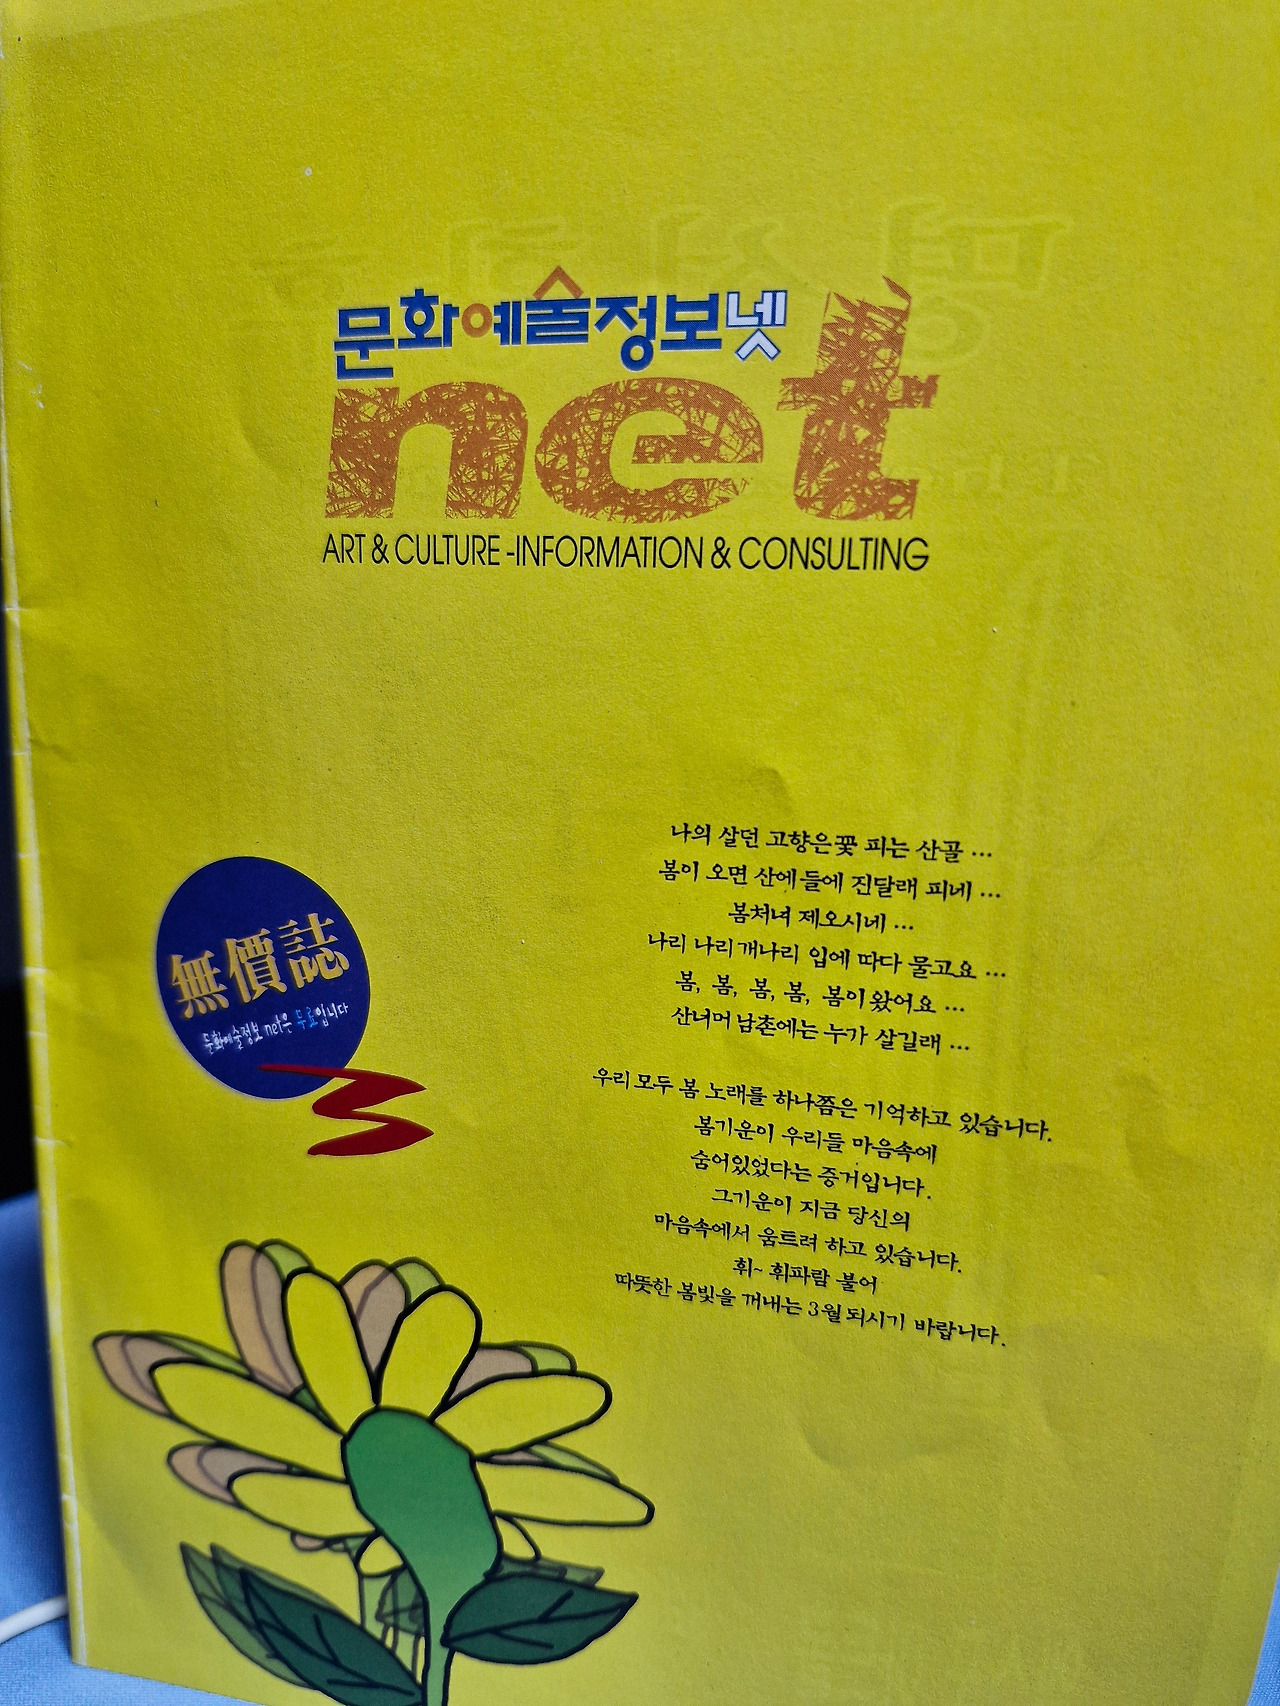 문화예술정보넷
net
ART & CULTURE -INFORMATION & CONSULTING
나의 살던 고향은 꽃 피는 산골 ...
봄이 오면 산에 들에 진달래 피네 ...
봄처녀 제 오시네 ...
나리 나리 개나리 입에 따다 물고요 ...
봄, 봄, 봄, 봄, 봄이 왔어요 ...
산너머 남촌에는 누가 살길래 ...
無價誌
문화예술정보 net은 무료입니다
우리 모두 봄 노래를 하나쯤은 기억하고 있습니다.
봄기운이 우리들 마음속에
숨어있었다는 증거입니다.
그기운이 지금 당신의
마음속에서 움트려 하고 있습니다.
휘~ 휘파람 불어
따뜻한 봄빛을 꺼내는 3월 되시기 바랍니다.